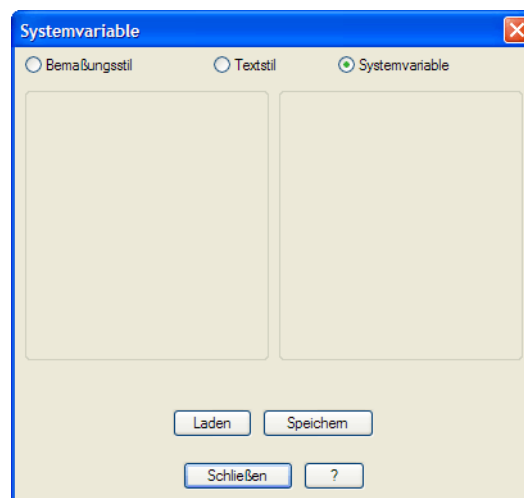 Systemvariable
Bemaßungsstil Textstil Systemvariable
Laden Speichern
Schließen ?